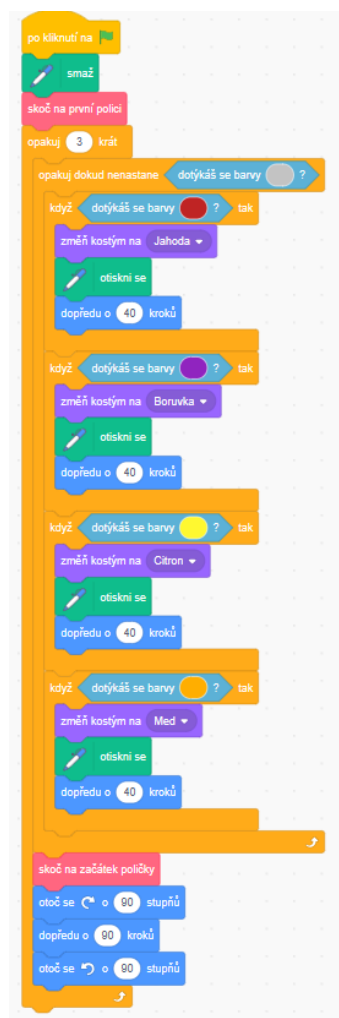 po kliknutí na
smaž
skoč na první polici
opakuj 3 krát
opakuj dokud nenastane dotýkáš se barvy ?
když dotýkáš se barvy ? tak
změň kostým na Jahoda
otiskni se
dopředu o 40 kroků
když dotýkáš se barvy ? tak
změň kostým na Boruvka
otiskni se
dopředu o 40 kroků
když dotýkáš se barvy ? tak
změň kostým na Citron
otiskni se
dopředu o 40 kroků
když dotýkáš se barvy ? tak
změň kostým na Med
otiskni se
dopředu o 40 kroků
skoč na začátek poličky
otoč se o 90 stupňů
dopředu o 90 kroků
otoč se o 90 stupňů